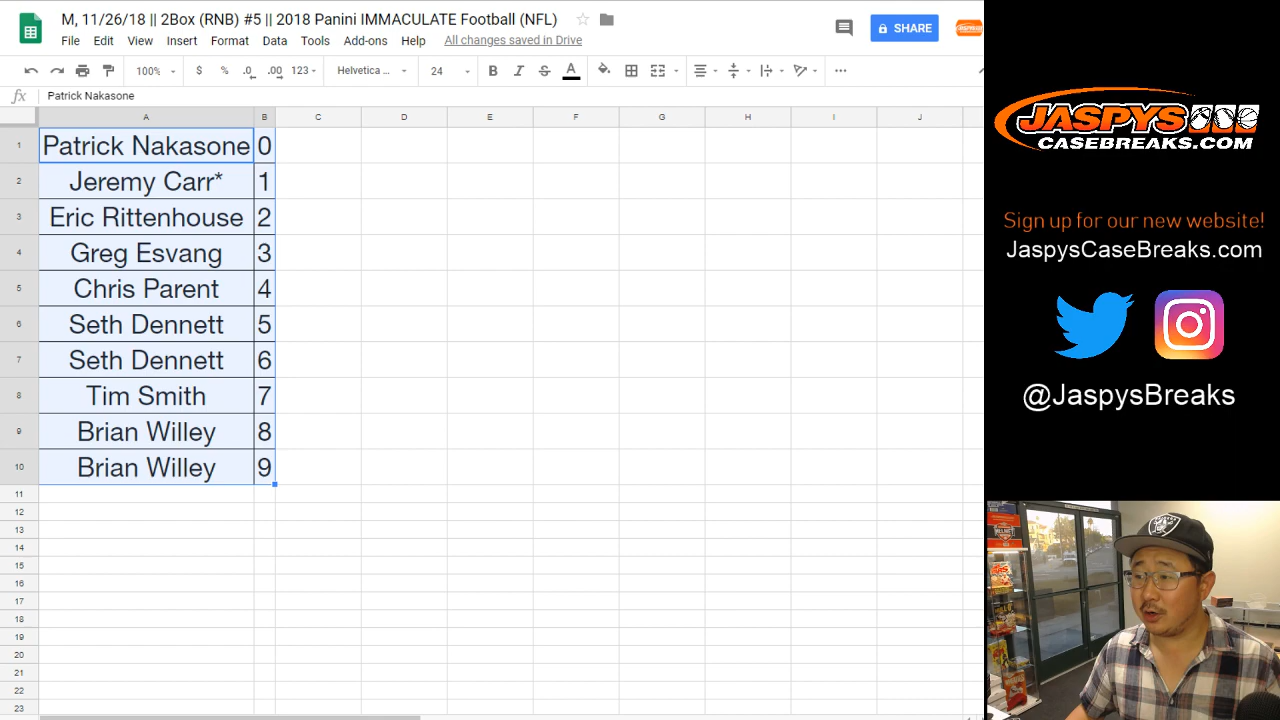 M, 11/26/18 || 2Box (RNB) #5 || 2018 Panini IMMACULATE Football (NFL)
File Edit View Insert Format Data Tools Add-ons Help All changes saved in Drive
SHARE
100% $ % .0 .00 123 Helvetica ... 24 B I S A
fx Patrick Nakasone
A B C D E F G H I J
1 Patrick Nakasone 0
2 Jeremy Carr* 1
3 Eric Rittenhouse 2
4 Greg Esvang 3
5 Chris Parent 4
6 Seth Dennett 5
7 Seth Dennett 6
8 Tim Smith 7
9 Brian Willey 8
10 Brian Willey 9
11
12
13
14
15
16
17
18
19
20
21
22
23
JASPYS
CASEBREAKS.COM
Sign up for our new website!
JaspysCaseBreaks.com
@JaspysBreaks